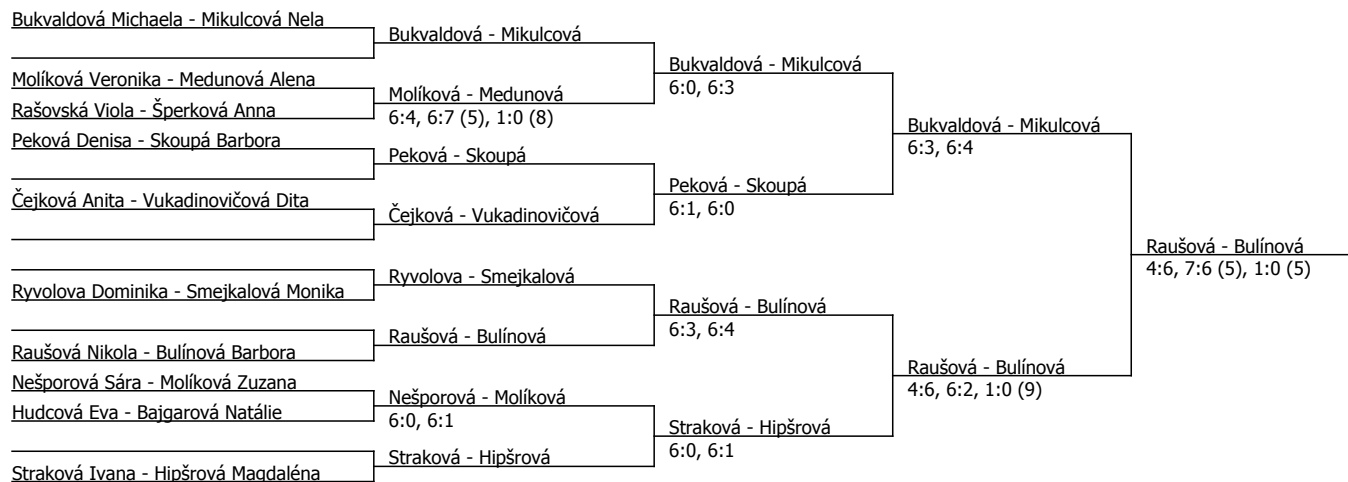 Bukvaldová Michaela - Mikulcová Nela
Molíková Veronika - Medunová Alena
Rašovská Viola - Šperková Anna
Peková Denisa - Skoupá Barbora
Čejková Anita - Vukadinovičová Dita
Ryvolova Dominika - Smejkalová Monika
Raušová Nikola - Bulínová Barbora
Nešporová Sára - Molíková Zuzana
Hudcová Eva - Bajgarová Natálie
Straková Ivana - Hipšrová Magdaléna
Bukvaldová - Mikulcová
Molíková - Medunová
6:4, 6:7 (5), 1:0 (8)
Peková - Skoupá
Čejková - Vukadinovičová
Ryvolova - Smejkalová
Raušová - Bulínová
Nešporová - Molíková
6:0, 6:1
Straková - Hipšrová
Bukvaldová - Mikulcová
6:0, 6:3
Peková - Skoupá
6:1, 6:0
Raušová - Bulínová
6:3, 6:4
Straková - Hipšrová
6:0, 6:1
Bukvaldová - Mikulcová
6:3, 6:4
Raušová - Bulínová
4:6, 6:2, 1:0 (9)
Raušová - Bulínová
4:6, 7:6 (5), 1:0 (5)